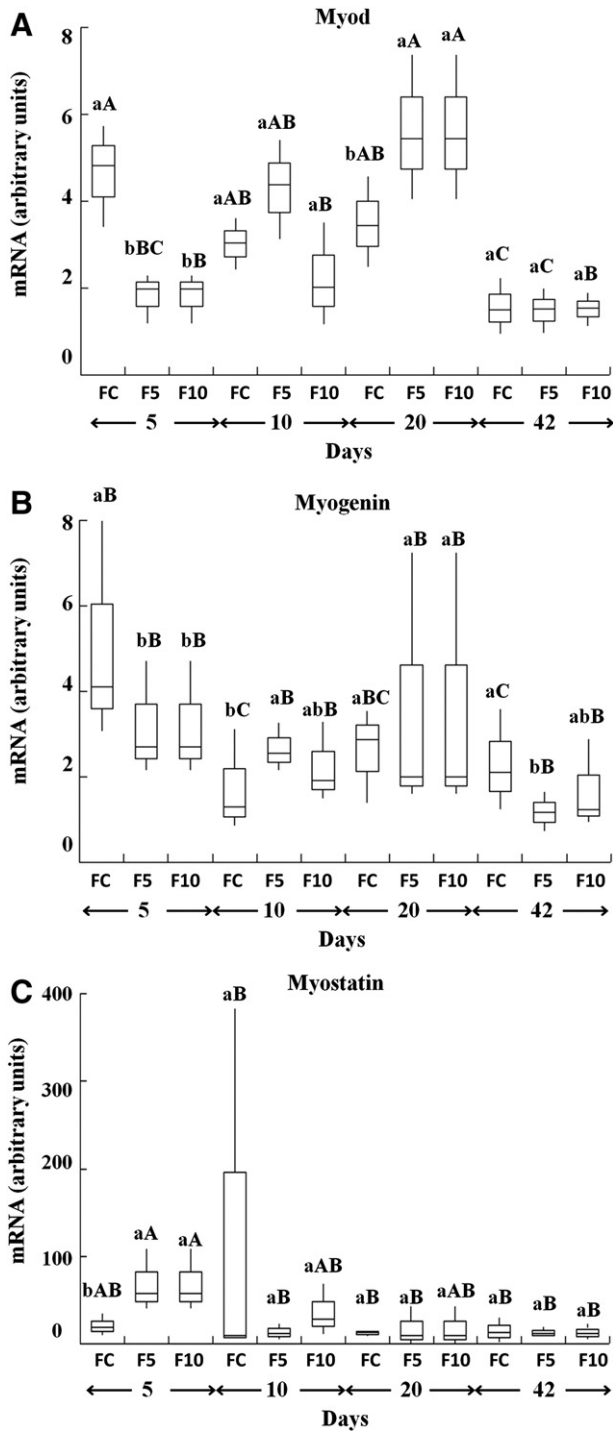 A
Myod
mRNA (arbitrary units)
8
6
4
2
0
aA
bBC
bB
aAB
aAB
aB
bAB
aA
aA
aC
aC
aB
FC F5 F10 FC F5 F10 FC F5 F10 FC F5 F10
5 10 20 42
Days
B
Myogenin
mRNA (arbitrary units)
8
6
4
2
0
aB
bB
bB
bC
aB
abB
aBC
aB
aB
aC
bB
abB
FC F5 F10 FC F5 F10 FC F5 F10 FC F5 F10
5 10 20 42
Days
C
Myostatin
mRNA (arbitrary units)
400
300
200
100
0
bAB
aA
aA
aB
aB
aAB
aB
aB
aAB
aB
aB
aB
FC F5 F10 FC F5 F10 FC F5 F10 FC F5 F10
5 10 20 42
Days